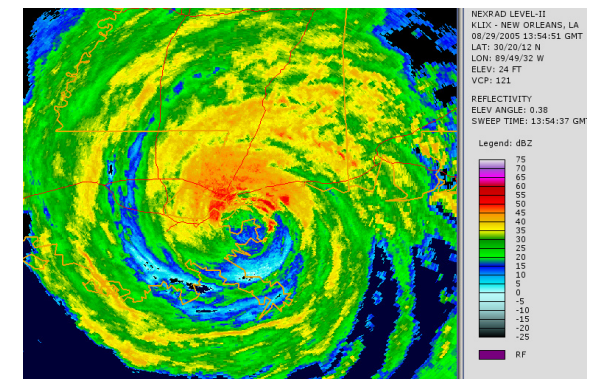 NEXRAD LEVEL-II
KLIX - NEW ORLEANS, LA
08/29/2005 13:54:51 GMT
LAT: 30/20/12 N
LON: 89/49/32 W
ELEV: 24 FT
VCP: 121
REFLECTIVITY
ELEV ANGLE: 0.38
SWEEP TIME: 13:54:37 GMT
Legend: dBZ
75
70
65
60
55
50
45
40
35
30
25
20
15
10
5
0
-5
-10
-15
-20
-25
RF